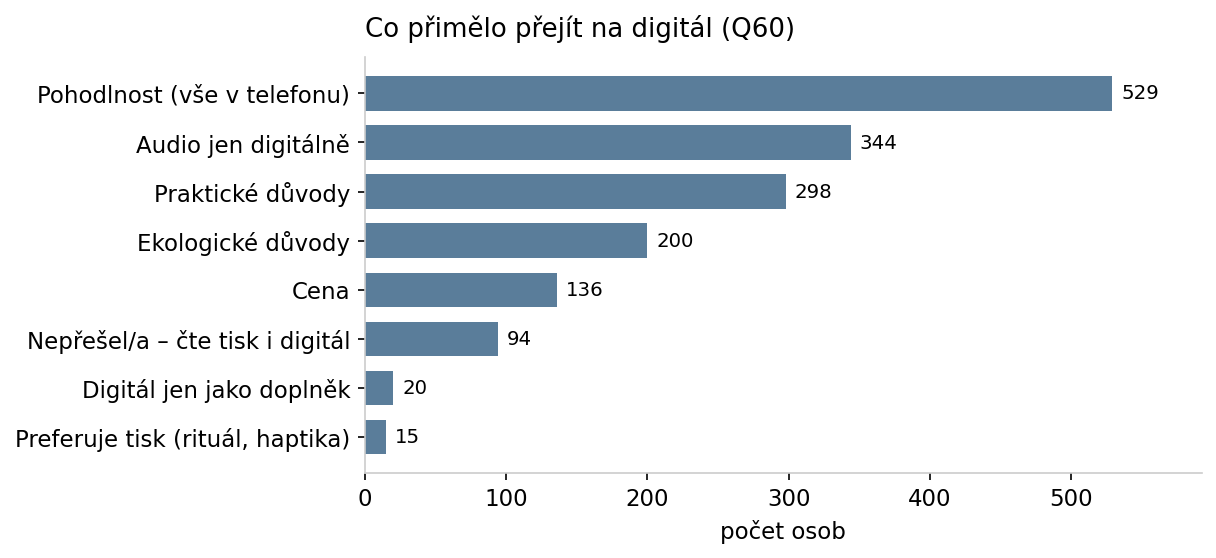 Co přimělo přejít na digitál (Q60)
Pohodlnost (vše v telefonu) 529
Audio jen digitálně 344
Praktické důvody 298
Ekologické důvody 200
Cena 136
Nepřešel/a – čte tisk i digitál 94
Digitál jen jako doplněk 20
Preferuje tisk (rituál, haptika) 15
0 100 200 300 400 500
počet osob